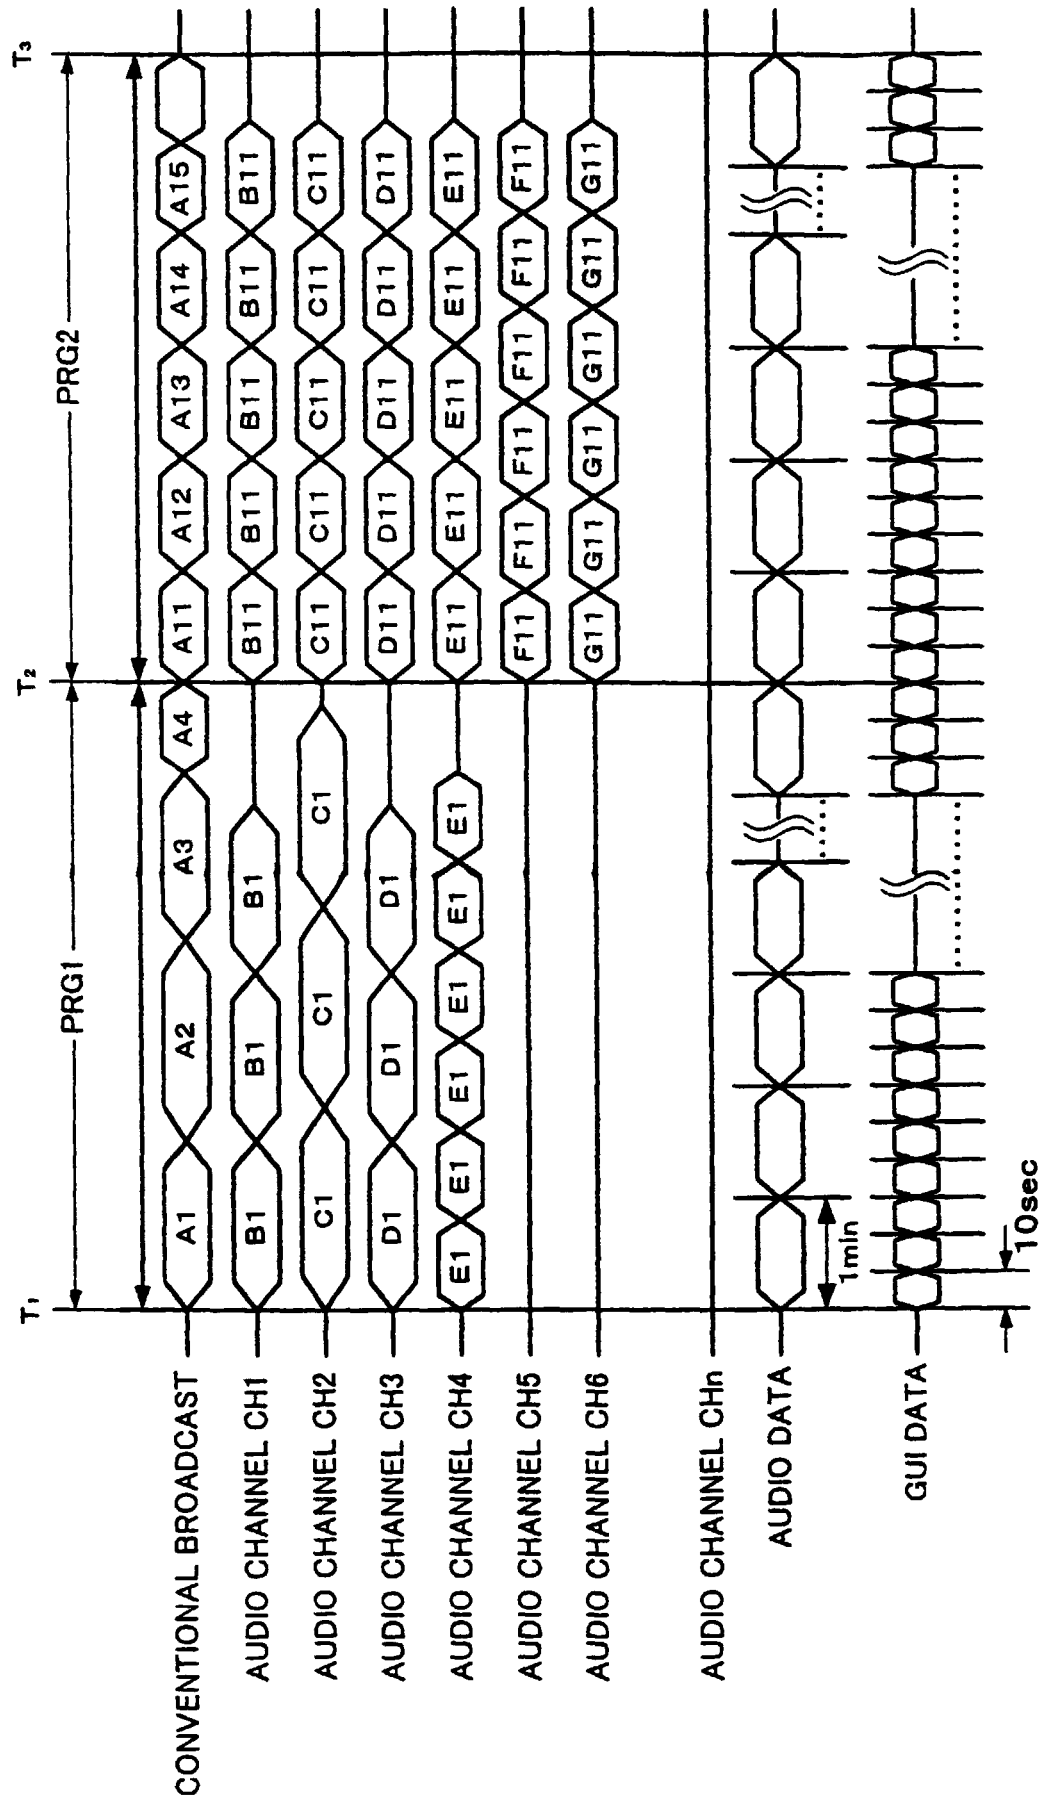 T1 T2 T3
PRG1 PRG2
CONVENTIONAL BROADCAST A1 A2 A3 A4 A11 A12 A13 A14 A15
AUDIO CHANNEL CH1 B1 B1 B1 B11 B11 B11 B11 B11
AUDIO CHANNEL CH2 C1 C1 C1 C11 C11 C11 C11 C11
AUDIO CHANNEL CH3 D1 D1 D1 D11 D11 D11 D11 D11
AUDIO CHANNEL CH4 E1 E1 E1 E1 E1 E1 E11 E11 E11 E11 E11
AUDIO CHANNEL CH5 F11 F11 F11 F11 F11 F11
AUDIO CHANNEL CH6 G11 G11 G11 G11 G11 G11
AUDIO CHANNEL CHn
AUDIO DATA
1min
GUI DATA
10sec